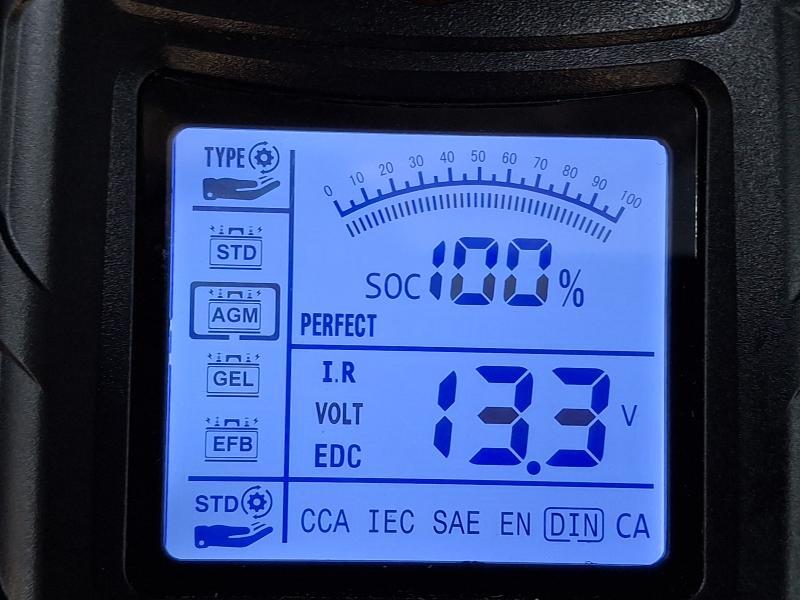 TYPE
0 10 20 30 40 50 60 70 80 90 100
STD
SOC 100 %
AGM
PERFECT
GEL
I.R
VOLT
13.3 V
EFB
EDC
STD
CCA IEC SAE EN DIN CA